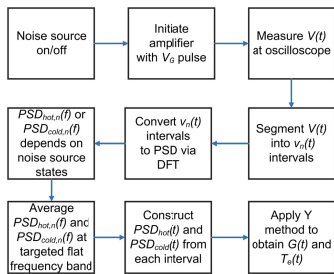 Noise source
on/off
Initiate
amplifier
with V_G pulse
Measure V(t)
at oscilloscope
PSD_hot,n(f) or
PSD_cold,n(f)
depends on
noise source
states
Convert v_n(t)
intervals
to PSD via
DFT
Segment V(t)
into v_n(t)
intervals
Average
PSD_hot,n(f) and
PSD_cold,n(f) at
targeted flat
frequency band
Construct
PSD_hot(t) and
PSD_cold(t) from
each interval
Apply Y
method to
obtain G(t) and
T_e(t)